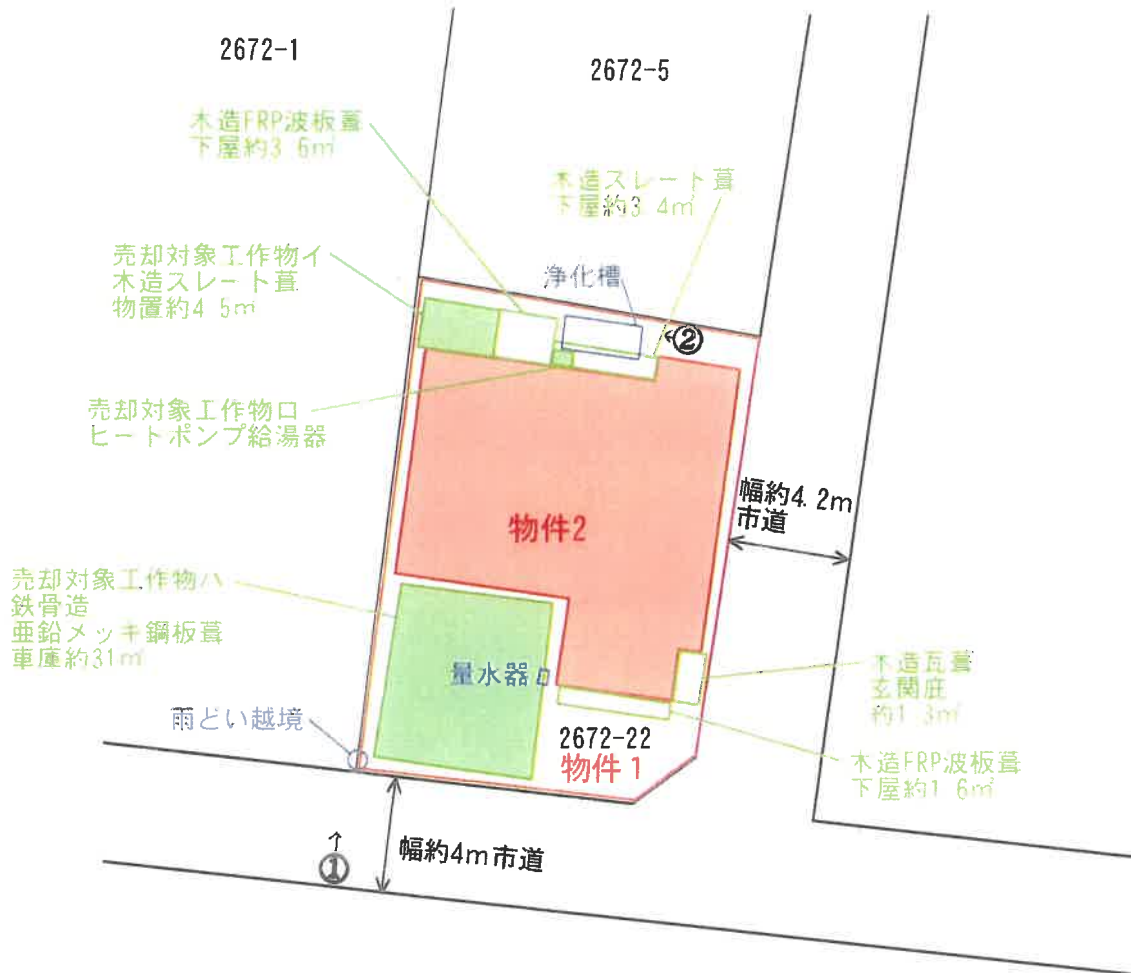 2672-1
2672-5
木造FRP波板葺
下屋約3.6㎡
木造スレート葺
下屋約3.4㎡
売却対象工作物イ
木造スレート葺
物置約4.5㎡
浄化槽
②
売却対象工作物ロ
ヒートポンプ給湯器
幅約4.2m
市道
物件2
売却対象工作物ハ
鉄骨造
亜鉛メッキ鋼板葺
車庫約31㎡
量水器
木造瓦葺
玄関庇
約1.3㎡
雨どい越境
2672-22
物件1
木造FRP波板葺
下屋約1.6㎡
①
幅約4m市道